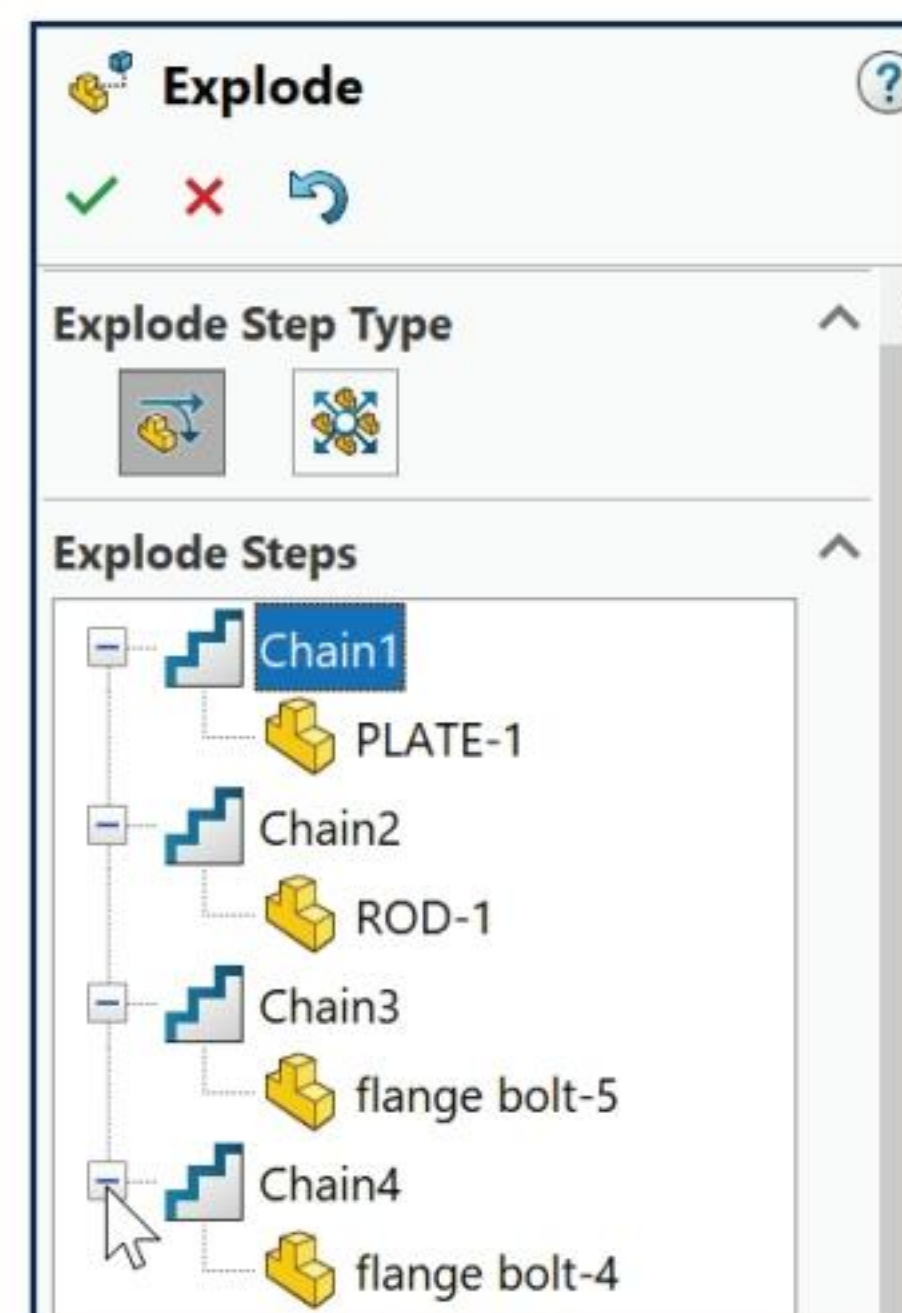 Explode
?
Explode Step Type
Explode Steps
Chain1
PLATE-1
Chain2
ROD-1
Chain3
flange bolt-5
Chain4
flange bolt-4